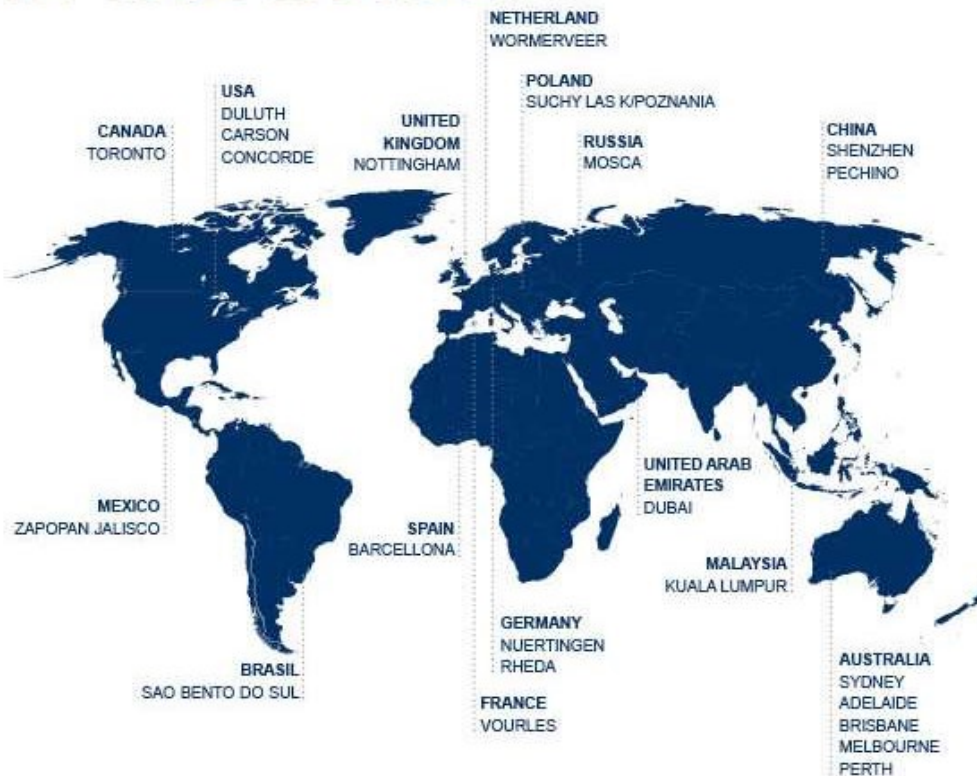 NETHERLAND
WORMERVEER
POLAND
SUCHY LAS K/POZNANIA
USA
DULUTH
CARSON
CONCORDE
CANADA
TORONTO
UNITED
KINGDOM
NOTTINGHAM
RUSSIA
MOSCA
CHINA
SHENZHEN
PECHINO
MEXICO
ZAPOPAN JALISCO
SPAIN
BARCELLONA
UNITED ARAB
EMIRATES
DUBAI
MALAYSIA
KUALA LUMPUR
GERMANY
NUERTINGEN
RHEDA
BRASIL
SAO BENTO DO SUL
FRANCE
VOURLES
AUSTRALIA
SYDNEY
ADELAIDE
BRISBANE
MELBOURNE
PERTH